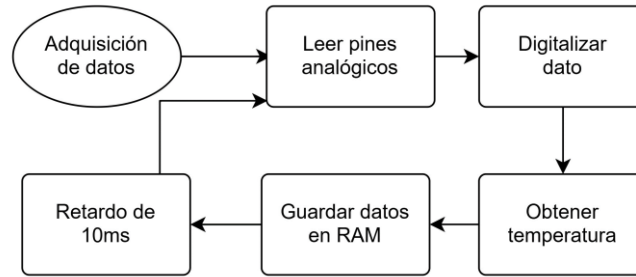 Adquisición
de datos
Leer pines
analógicos
Digitalizar
dato
Obtener
temperatura
Guardar datos
en RAM
Retardo de
10ms